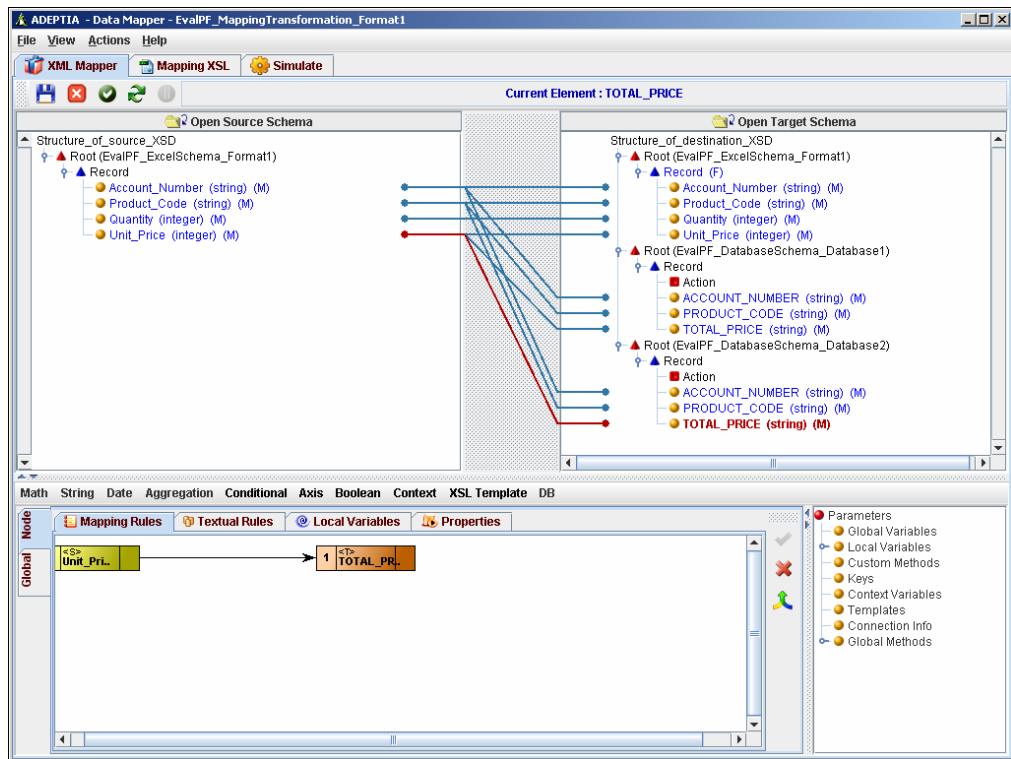 ADEPTIA - Data Mapper - EvalPF_MappingTransformation_Format1
File View Actions Help
XML Mapper Mapping XSL Simulate
Current Element : TOTAL_PRICE
Open Source Schema
Structure_of_source_XSD
Root (EvalPF_ExcelSchema_Format1)
Record
Account_Number (string) (M)
Product_Code (string) (M)
Quantity (integer) (M)
Unit_Price (integer) (M)
Open Target Schema
Structure_of_destination_XSD
Root (EvalPF_ExcelSchema_Format1)
Record (F)
Account_Number (string) (M)
Product_Code (string) (M)
Quantity (integer) (M)
Unit_Price (integer) (M)
Root (EvalPF_DatabaseSchema_Database1)
Record
Action
ACCOUNT_NUMBER (string) (M)
PRODUCT_CODE (string) (M)
TOTAL_PRICE (string) (M)
Root (EvalPF_DatabaseSchema_Database2)
Record
Action
ACCOUNT_NUMBER (string) (M)
PRODUCT_CODE (string) (M)
TOTAL_PRICE (string) (M)
Math String Date Aggregation Conditional Axis Boolean Context XSL Template DB
Node
Global
Mapping Rules Textual Rules Local Variables Properties
<S>
Unit_Pri..
1
<T>
TOTAL_PR..
Parameters
Global Variables
Local Variables
Custom Methods
Keys
Context Variables
Templates
Connection Info
Global Methods